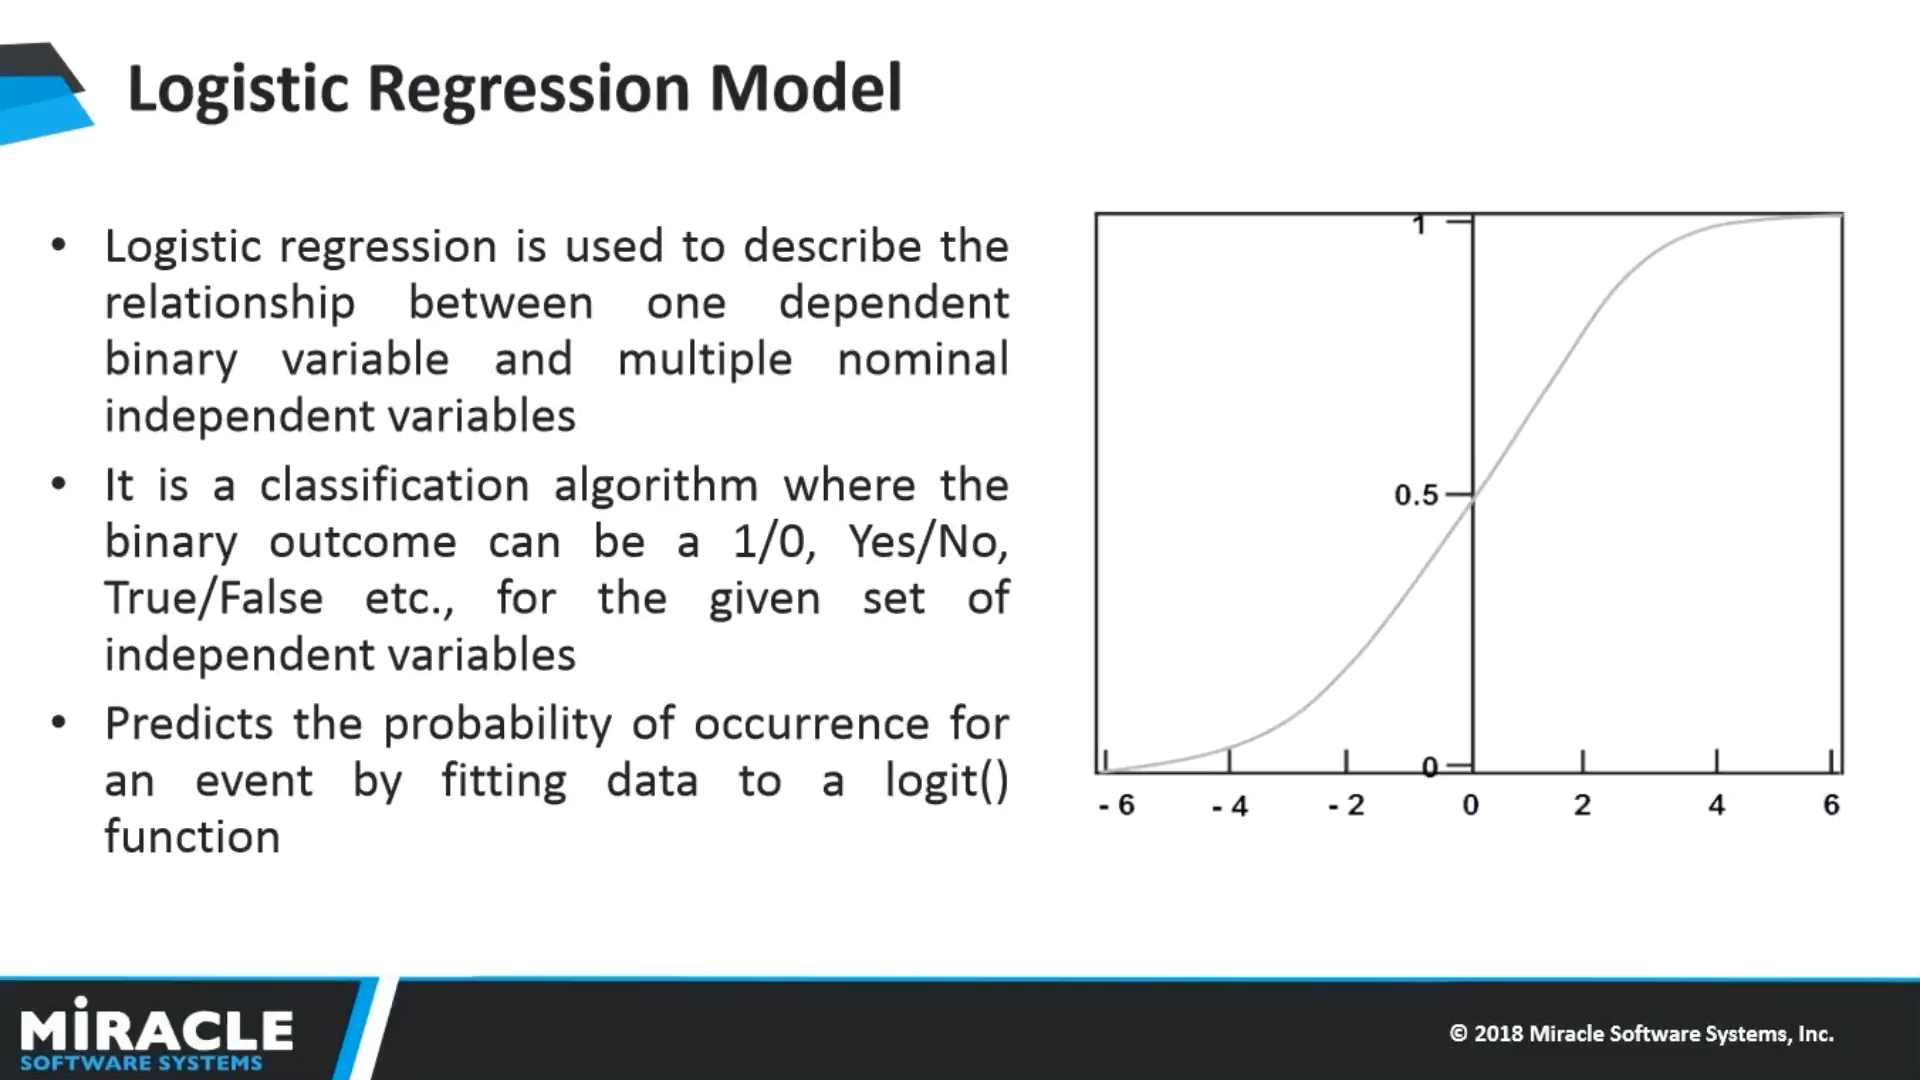 Logistic Regression Model
• Logistic regression is used to describe the
relationship between one dependent
binary variable and multiple nominal
independent variables
• It is a classification algorithm where the
binary outcome can be a 1/0, Yes/No,
True/False etc., for the given set of
independent variables
• Predicts the probability of occurrence for
an event by fitting data to a logit()
function
1
0.5
0
- 6 - 4 - 2 0 2 4 6
MiRACLE
SOFTWARE SYSTEMS
© 2018 Miracle Software Systems, Inc.